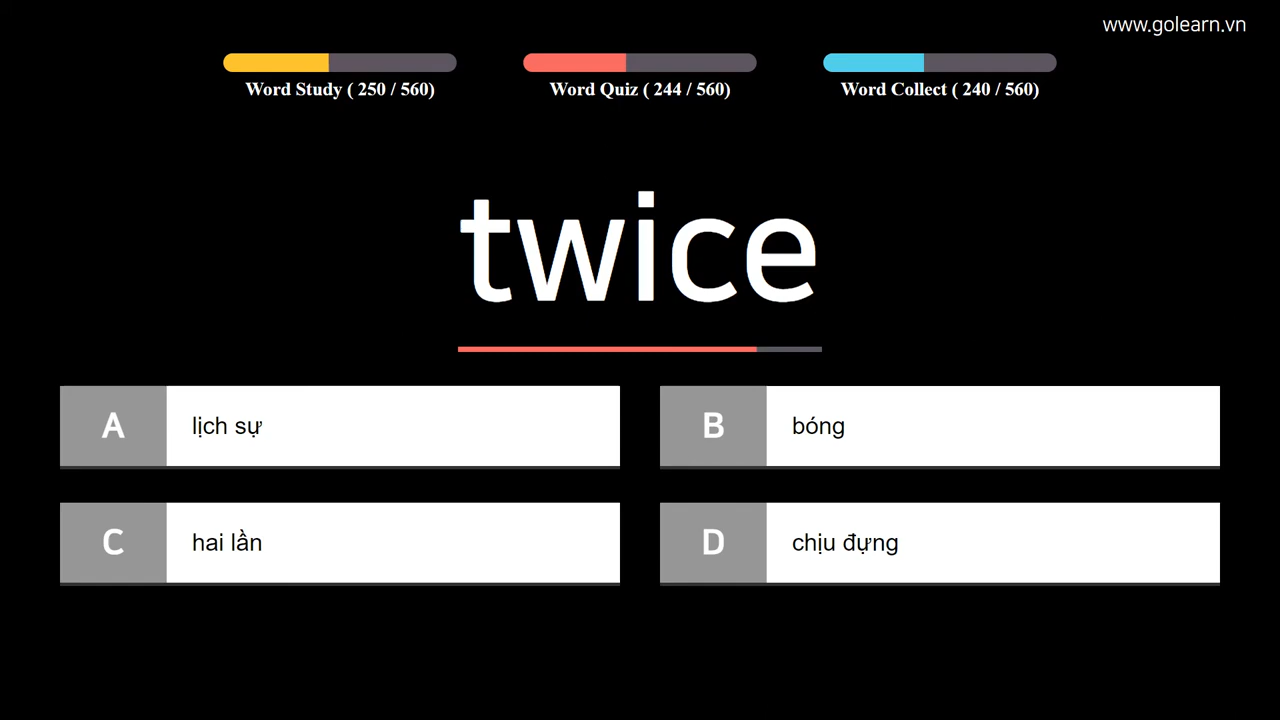 www.golearn.vn
Word Study ( 250 / 560)
Word Quiz ( 244 / 560)
Word Collect ( 240 / 560)
twice
A lịch sự
B bóng
C hai lần
D chịu đựng